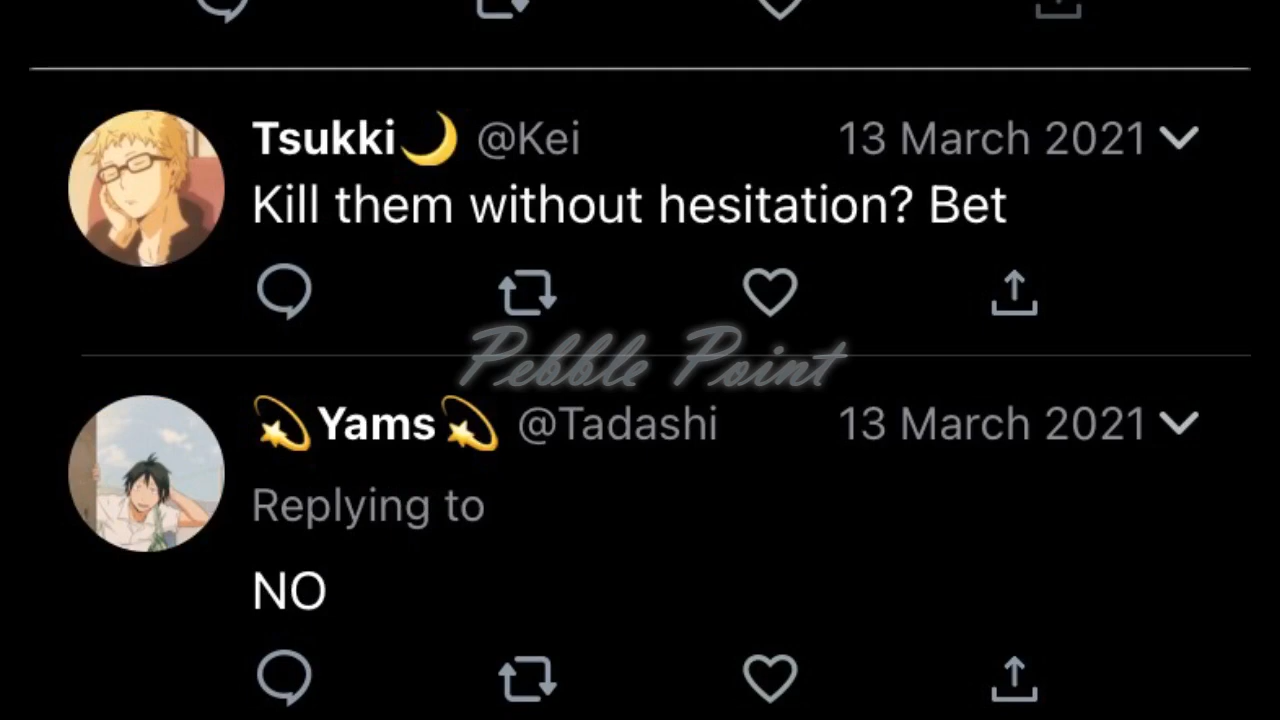 Tsukki🌙 @Kei 13 March 2021
Kill them without hesitation? Bet
Pebble Point
💫Yams💫 @Tadashi 13 March 2021
Replying to
NO